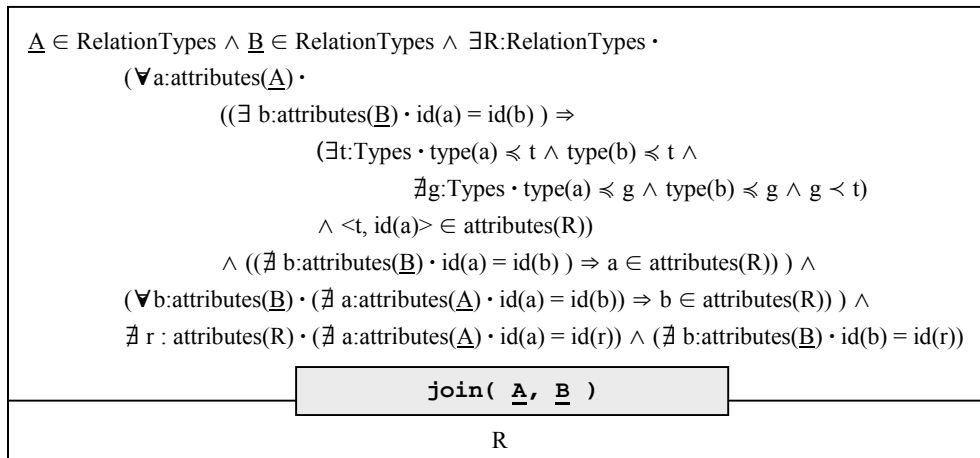 A ∈ RelationTypes ∧ B ∈ RelationTypes ∧ ∃R:RelationTypes ·
(∀a:attributes(A) ·
((∃ b:attributes(B) · id(a) = id(b) ) ⇒
(∃t:Types · type(a) ≼ t ∧ type(b) ≼ t ∧
∄g:Types · type(a) ≼ g ∧ type(b) ≼ g ∧ g ≺ t)
∧ <t, id(a)> ∈ attributes(R))
∧ ((∄ b:attributes(B) · id(a) = id(b) ) ⇒ a ∈ attributes(R)) ) ∧
(∀b:attributes(B) · (∄ a:attributes(A) · id(a) = id(b)) ⇒ b ∈ attributes(R)) ) ∧
∄ r : attributes(R) · (∄ a:attributes(A) · id(a) = id(r)) ∧ (∄ b:attributes(B) · id(b) = id(r))
join( A, B )
R